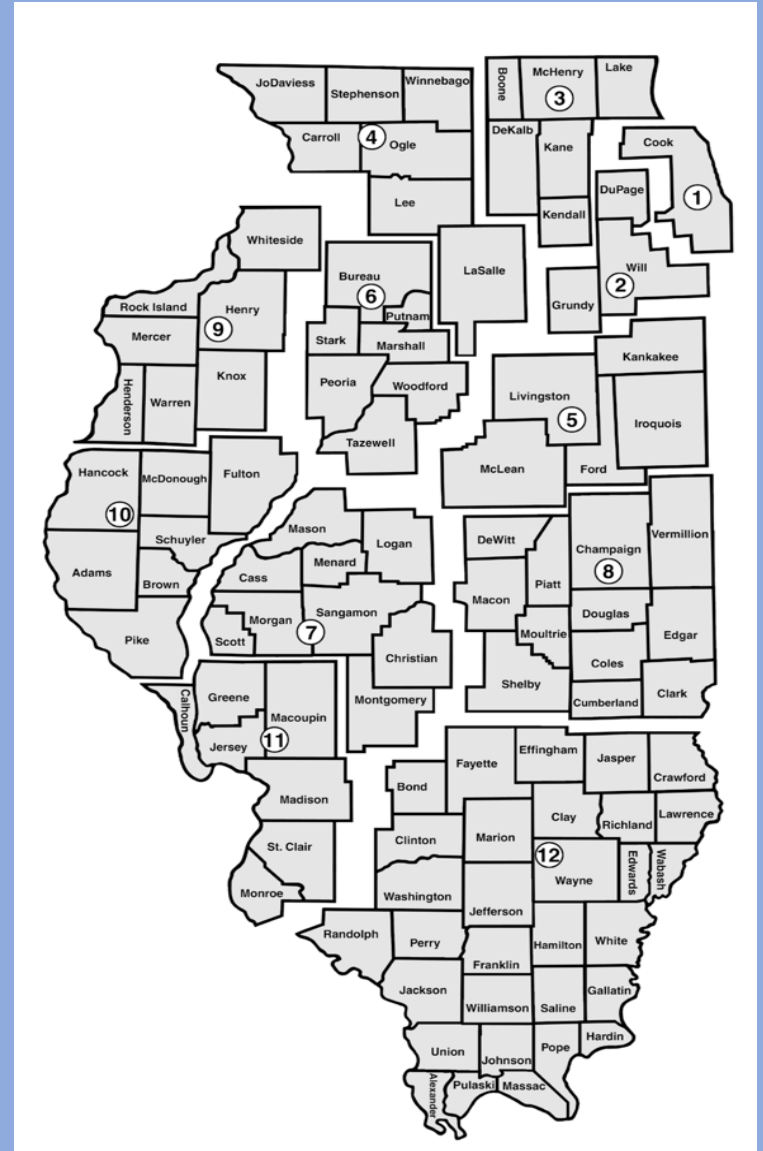 JoDaviess
Stephenson
Winnebago
Carroll
4
Ogle
Lee
Boone
McHenry
3
Lake
DeKalb
Kane
Kendall
Cook
1
DuPage
Will
2
Grundy
Whiteside
Rock Island
Henry
9
Mercer
Knox
Henderson
Warren
Bureau
6
Putnam
LaSalle
Stark
Marshall
Peoria
Woodford
Tazewell
Kankakee
Livingston
5
Iroquois
McLean
Ford
Hancock
McDonough
Fulton
10
Schuyler
Adams
Brown
Pike
Mason
Logan
Menard
Cass
Sangamon
Morgan
7
Scott
Christian
Montgomery
DeWitt
Champaign
8
Vermillion
Piatt
Macon
Douglas
Moultrie
Edgar
Coles
Shelby
Cumberland
Clark
Calhoun
Greene
Macoupin
11
Jersey
Madison
St. Clair
Monroe
Fayette
Effingham
Jasper
Crawford
Bond
Clay
Richland
Lawrence
Clinton
Marion
12
Wayne
Edwards
Wabash
Washington
Jefferson
Randolph
Perry
Hamilton
White
Franklin
Jackson
Williamson
Saline
Gallatin
Union
Johnson
Pope
Hardin
Alexander
Pulaski
Massac